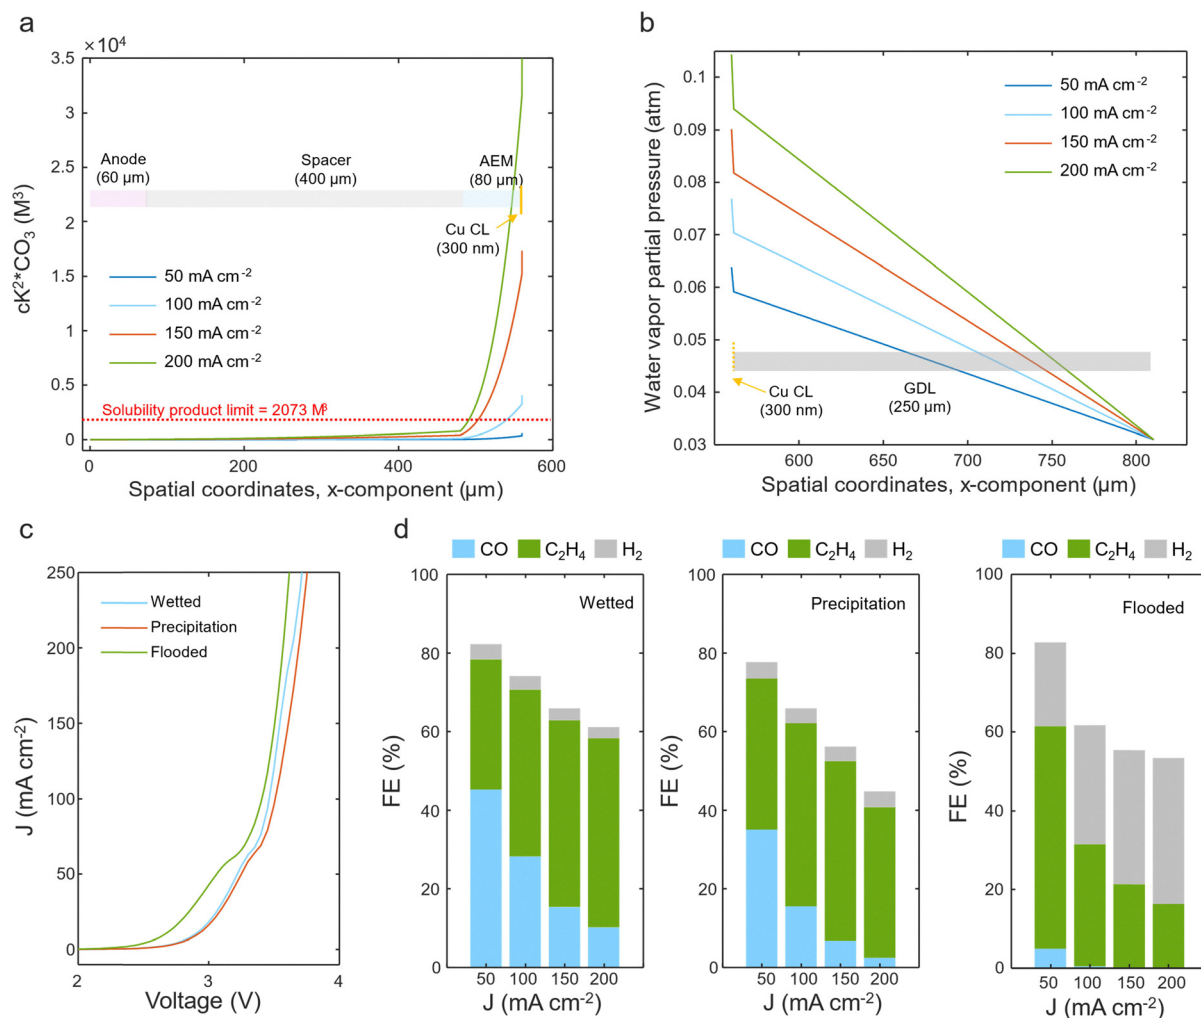 a
×10⁴
3.5
3
2.5
2
1.5
1
0.5
0
cK²*CO₃ (M³)
Anode
(60 µm)
Spacer
(400 µm)
AEM
(80 µm)
Cu CL
(300 nm)
50 mA cm⁻²
100 mA cm⁻²
150 mA cm⁻²
200 mA cm⁻²
Solubility product limit = 2073 M³
0 200 400 600
Spatial coordinates, x-component (µm)
b
0.1
0.09
0.08
0.07
0.06
0.05
0.04
0.03
Water vapor partial pressure (atm)
50 mA cm⁻²
100 mA cm⁻²
150 mA cm⁻²
200 mA cm⁻²
Cu CL
(300 nm)
GDL
(250 µm)
600 650 700 750 800
Spatial coordinates, x-component (µm)
c
250
200
150
100
50
0
J (mA cm⁻²)
Wetted
Precipitation
Flooded
2 3 4
Voltage (V)
d
CO C₂H₄ H₂
100
80
60
40
20
0
FE (%)
Wetted
50 100 150 200
J (mA cm⁻²)
CO C₂H₄ H₂
100
80
60
40
20
0
FE (%)
Precipitation
50 100 150 200
J (mA cm⁻²)
CO C₂H₄ H₂
100
80
60
40
20
0
FE (%)
Flooded
50 100 150 200
J (mA cm⁻²)